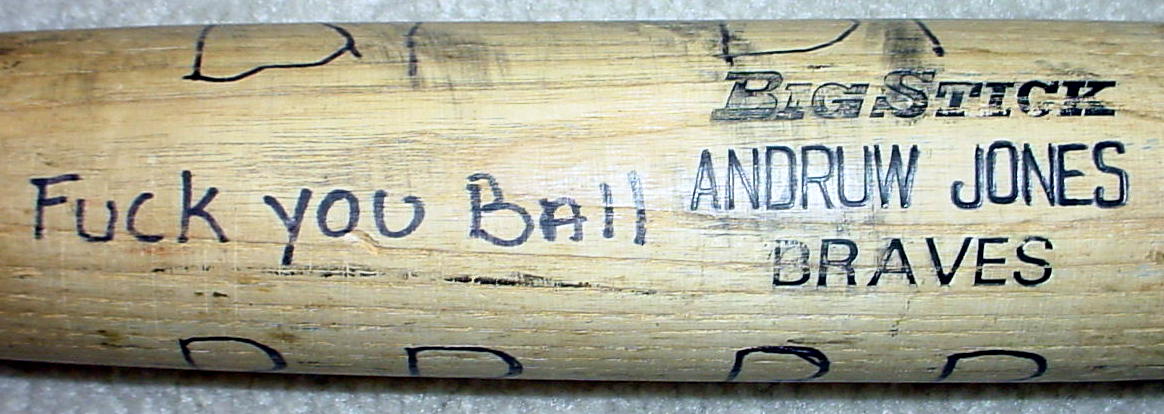 BIG STICK
ANDRUW JONES
Fuck you BAll
BRAVES